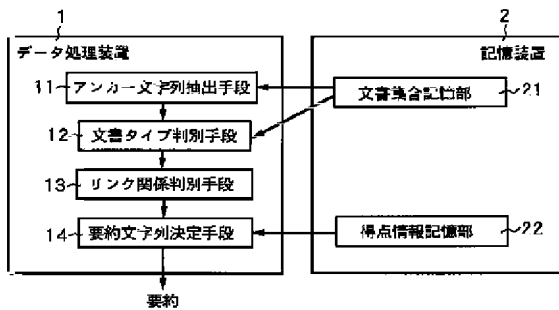 1
2
データ処理装置
記憶装置
11
アンカー文字列抽出手段
文書集合記憶部
21
12
文書タイプ判別手段
13
リンク関係判別手段
14
要約文字列決定手段
得点情報記憶部
22
要約